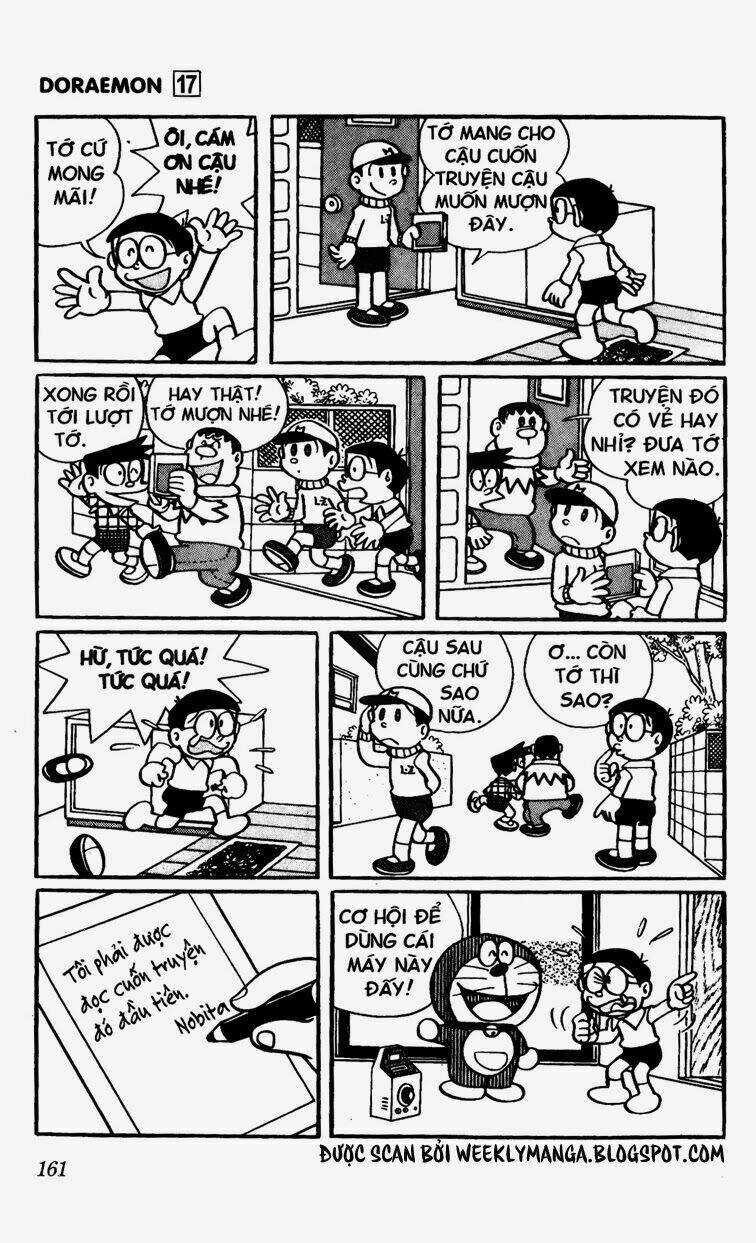 DORAEMON 17
TỚ MANG CHO
CẬU CUỐN
TRUYỆN CẬU
MUỐN MƯỢN
ĐÂY.
ÔI, CÁM
ƠN CẬU
NHÉ!
TỚ CỨ
MONG
MÃI!
TRUYỆN ĐÓ
CÓ VẺ HAY
NHỈ? ĐƯA TỚ
XEM NÀO.
HAY THẬT!
TỚ MƯỢN NHÉ!
XONG RỒI
TỚI LƯỢT
TỚ.
Ơ... CÒN
TỚ THÌ
SAO?
CẬU SAU
CÙNG CHỨ
SAO
NỮA.
HỪ, TỨC QUÁ!
TỨC QUÁ!
CƠ HỘI ĐỂ
DÙNG CÁI
MÁY NÀY
ĐẤY!
Tôi phải được
đọc cuốn truyện
đó đầu tiên.
Nobita
161
ĐƯỢC SCAN BỞI WEEKLYMANGA.BLOGSPOT.COM